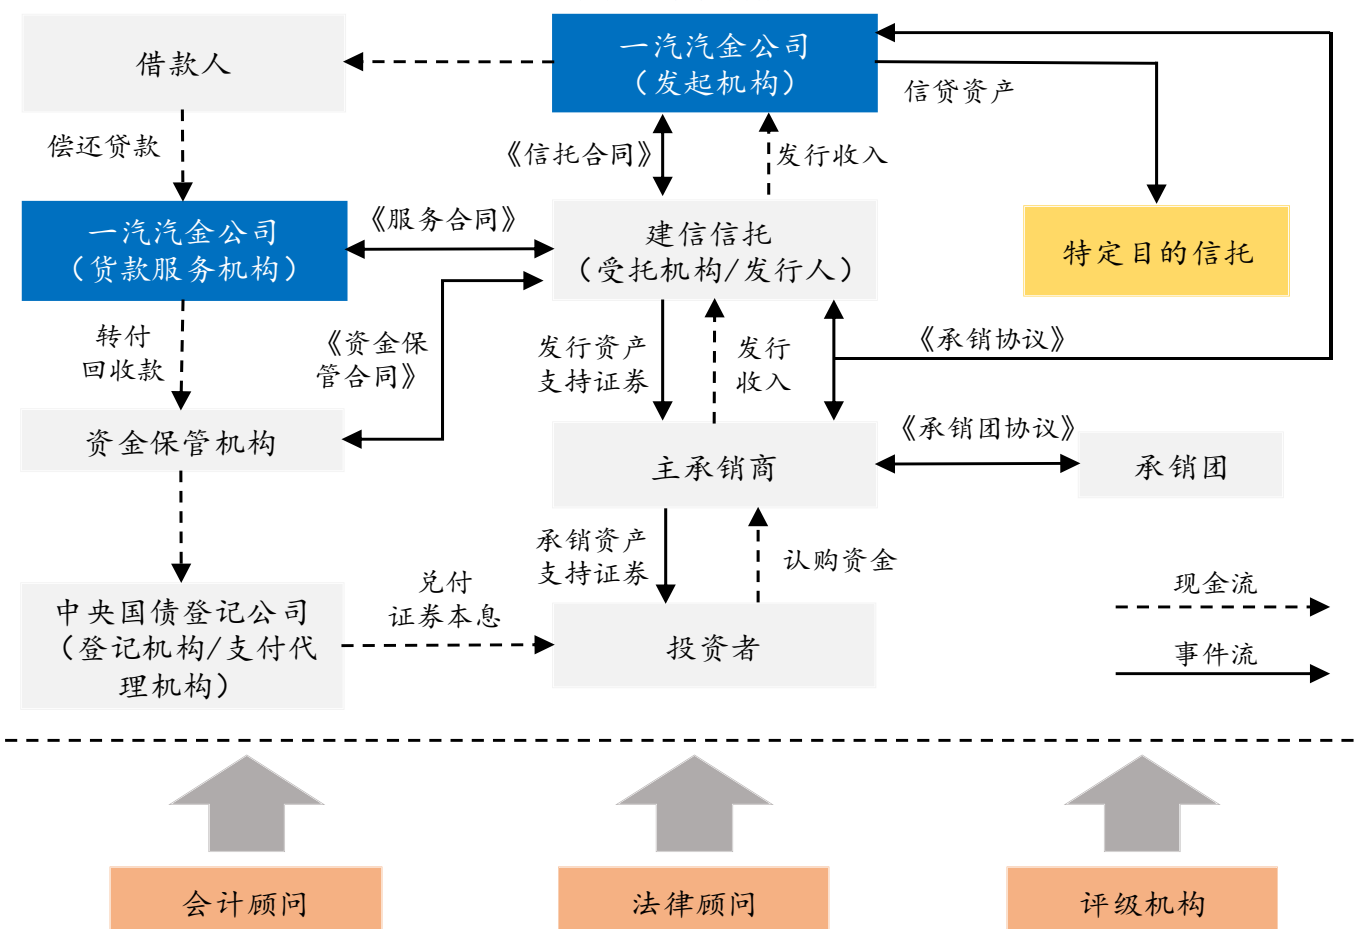 借款人
一汽汽金公司
（发起机构）
信贷资产
偿还贷款
《信托合同》
发行收入
一汽汽金公司
（贷款服务机构）
《服务合同》
建信信托
（受托机构/发行人）
特定目的信托
转付
回收款
《资金保
管合同》
发行资产
支持证券
发行
收入
《承销协议》
资金保管机构
主承销商
《承销团协议》
承销团
承销资产
支持证券
认购资金
中央国债登记公司
（登记机构/支付代
理机构）
兑付
证券本息
投资者
现金流
事件流
会计顾问
法律顾问
评级机构